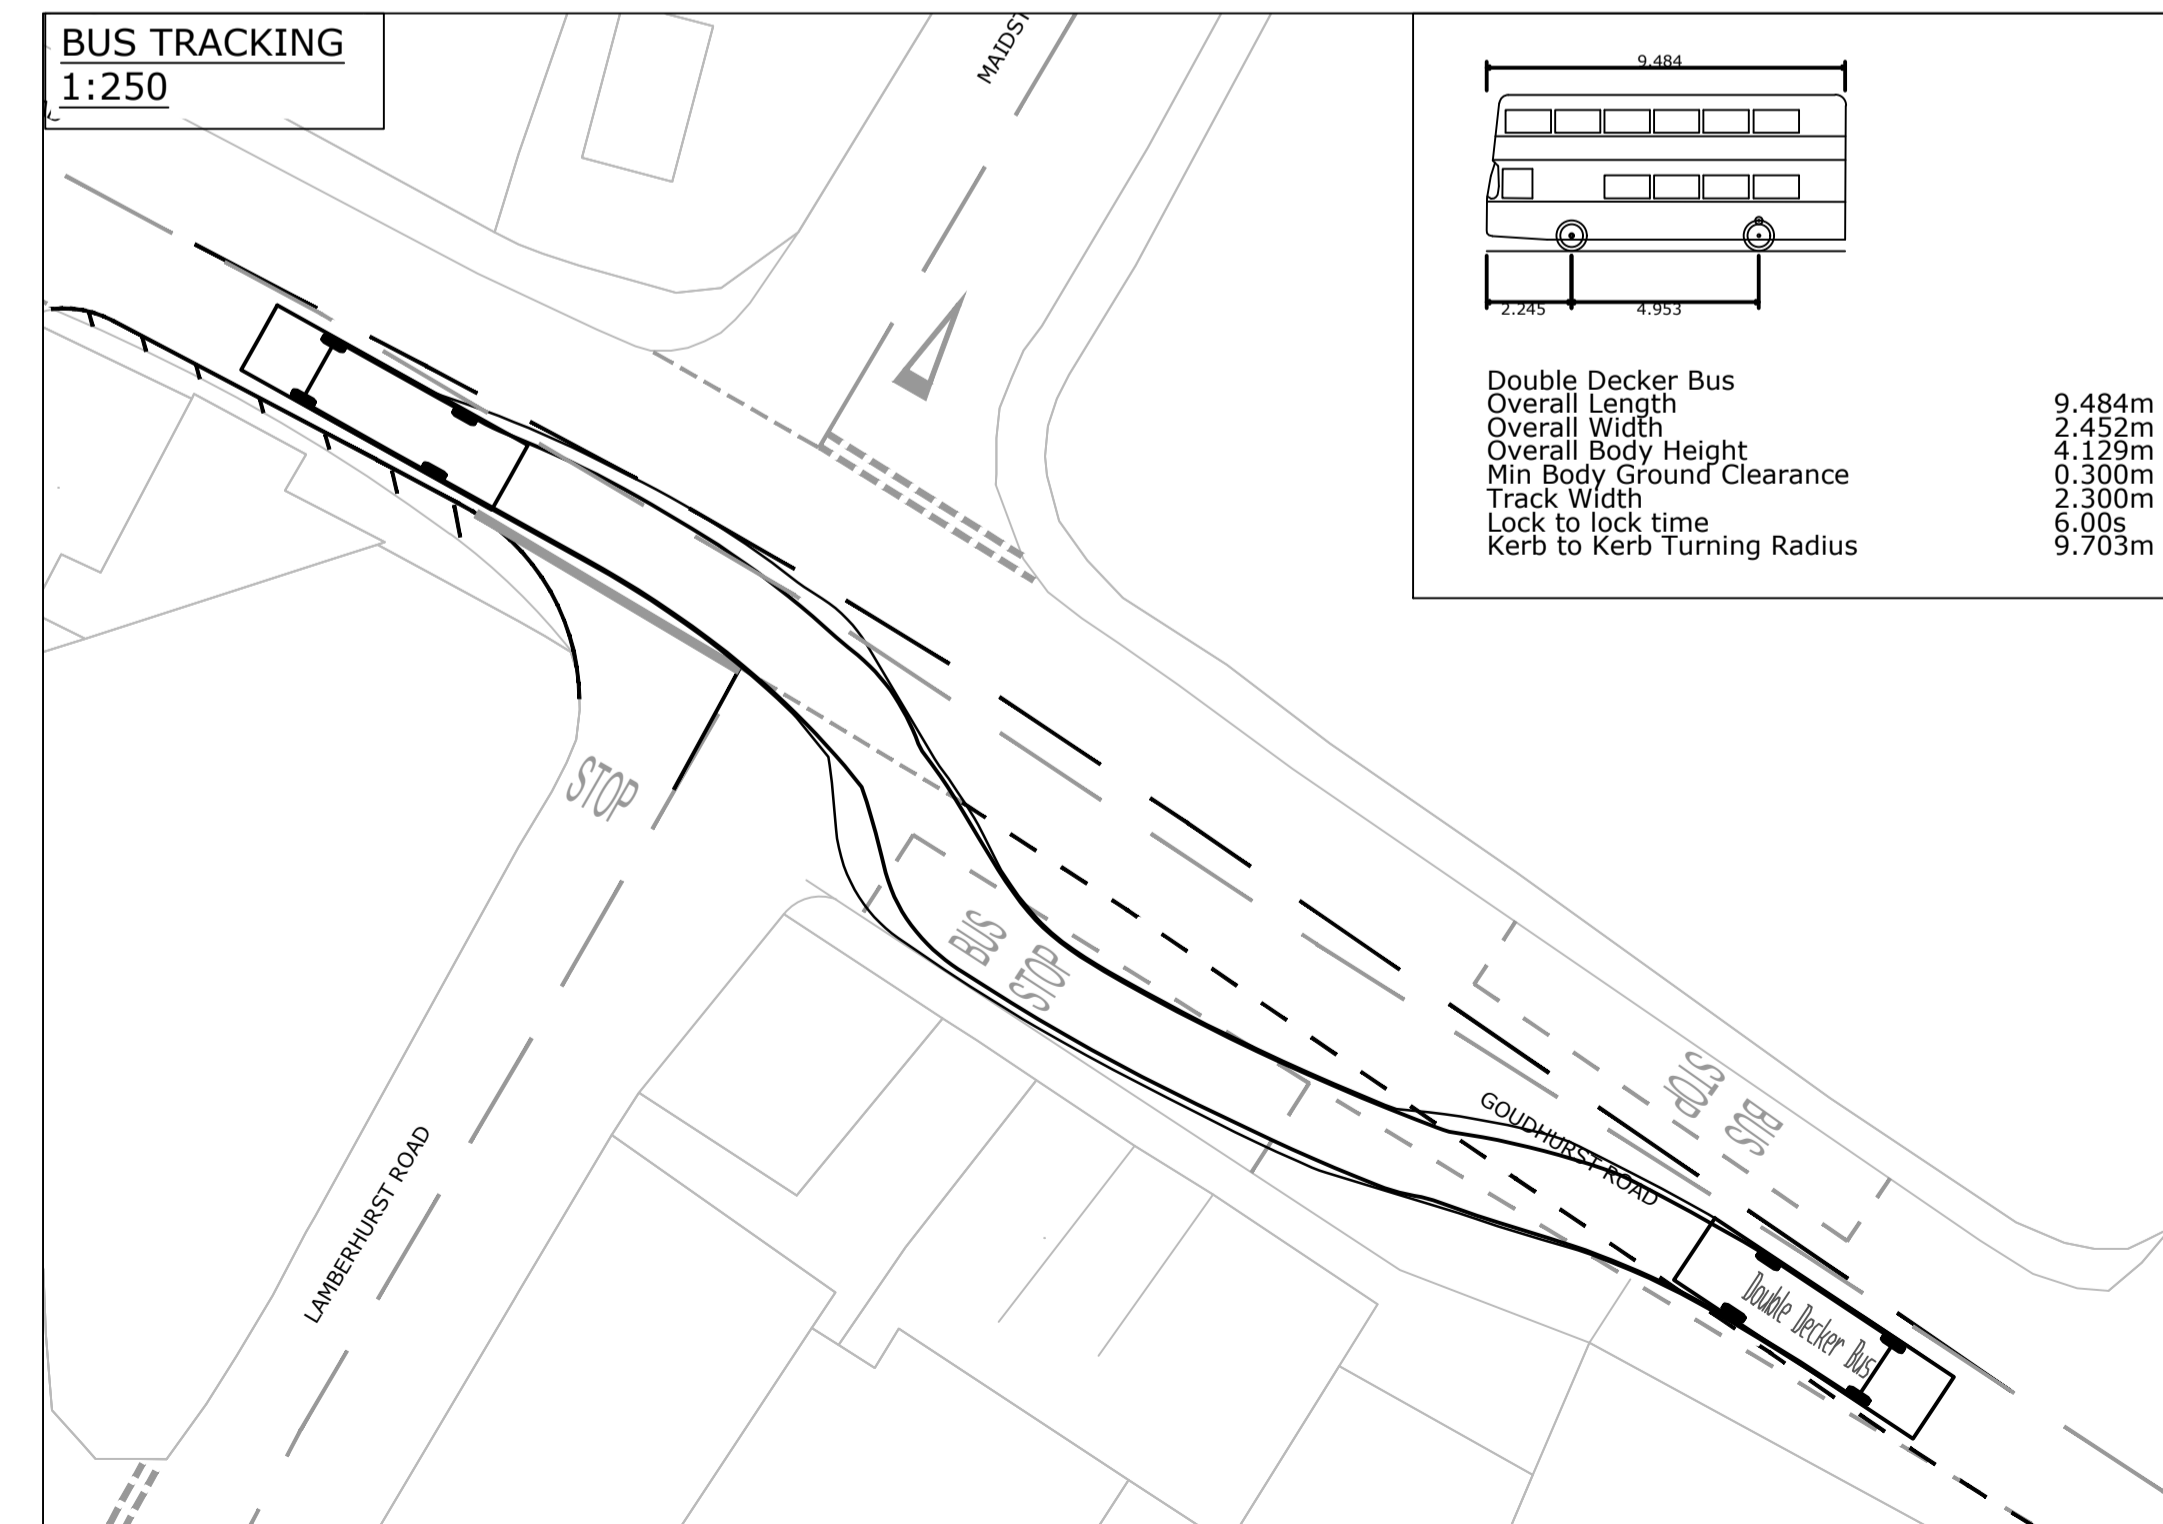 BUS TRACKING
1:250
MAIDST
9.484
2.245
4.953
Double Decker Bus
Overall Length 9.484m
Overall Width 2.452m
Overall Body Height 4.129m
Min Body Ground Clearance 0.300m
Track Width 2.300m
Lock to lock time 6.00s
Kerb to Kerb Turning Radius 9.703m
STOP
BUS
STOP
BUS
STOP
GOUDHURST ROAD
LAMBERHURST ROAD
Double Decker Bus